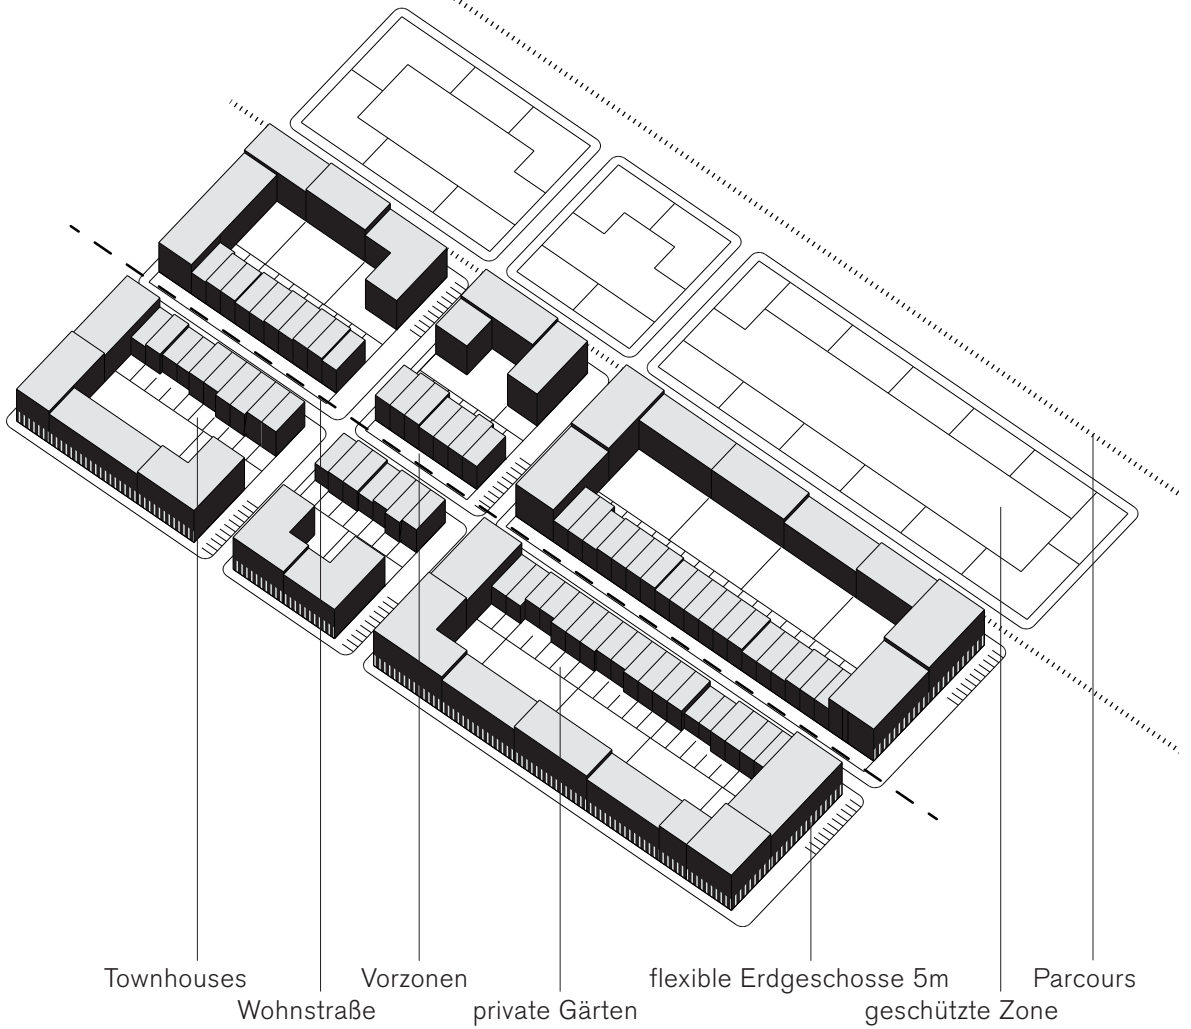 Townhouses
Wohnstraße
Vorzonen
private Gärten
flexible Erdgeschosse 5m
geschützte Zone
Parcours